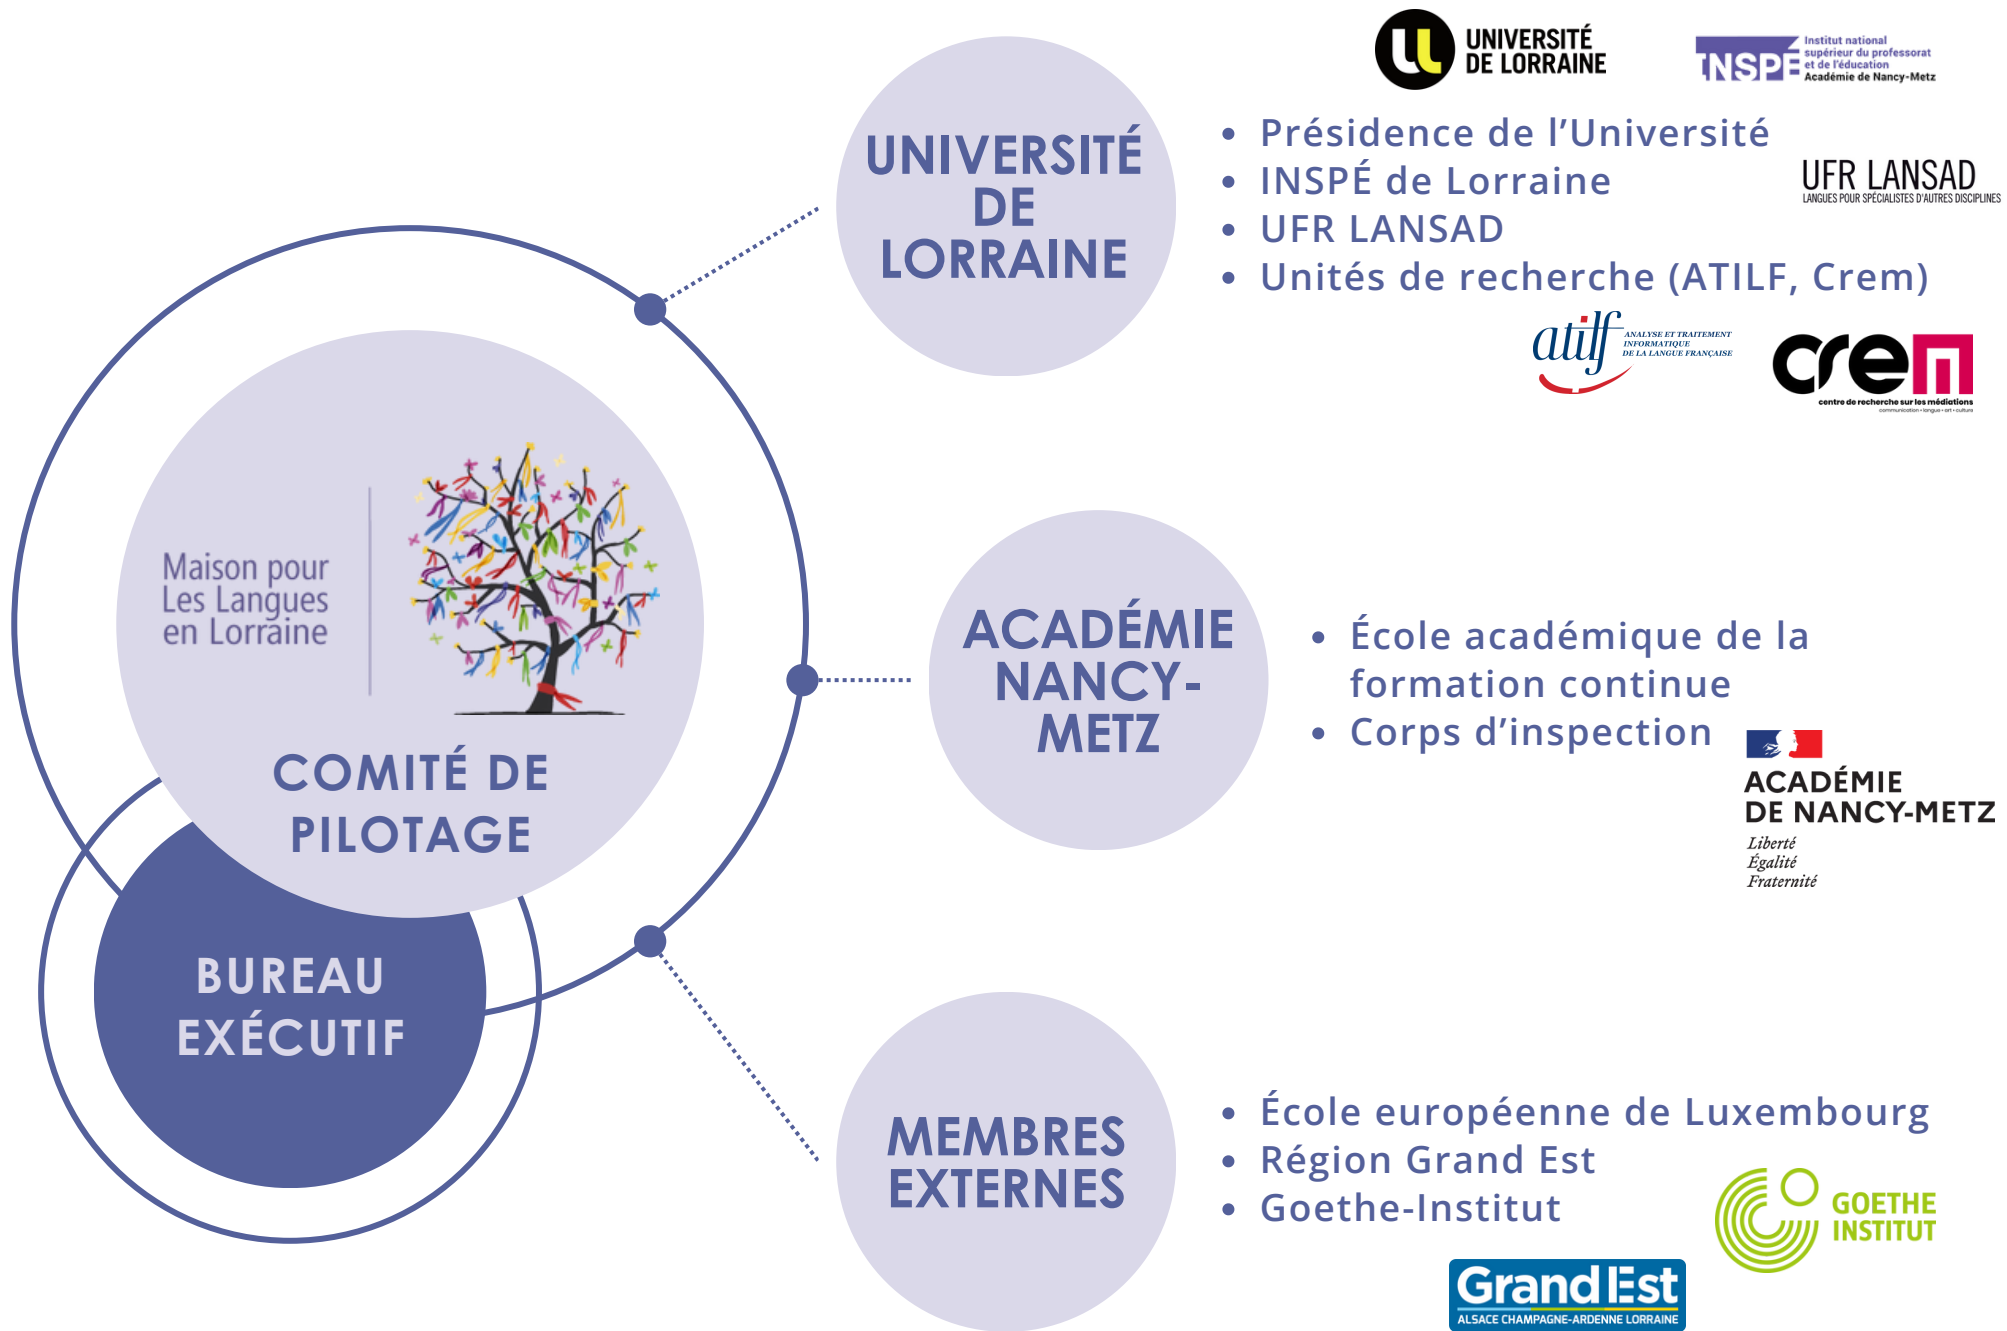 UNIVERSITÉ
DE LORRAINE
INSPÉ
Institut national
supérieur du professorat
et de l'éducation
Académie de Nancy-Metz
UNIVERSITÉ
DE
LORRAINE
• Présidence de l’Université
• INSPÉ de Lorraine
• UFR LANSAD
• Unités de recherche (ATILF, Crem)
UFR LANSAD
LANGUES POUR SPÉCIALISTES D'AUTRES DISCIPLINES
atilf
ANALYSE ET TRAITEMENT
INFORMATIQUE
DE LA LANGUE FRANÇAISE
crem
centre de recherche sur les médiations
communication • langue • art • culture
Maison pour
Les Langues
en Lorraine
COMITÉ DE
PILOTAGE
BUREAU
EXÉCUTIF
ACADÉMIE
NANCY-
METZ
• École académique de la
formation continue
• Corps d’inspection
ACADÉMIE
DE NANCY-METZ
Liberté
Égalité
Fraternité
MEMBRES
EXTERNES
• École européenne de Luxembourg
• Région Grand Est
• Goethe-Institut
GOETHE
INSTITUT
Grand Est
ALSACE CHAMPAGNE-ARDENNE LORRAINE